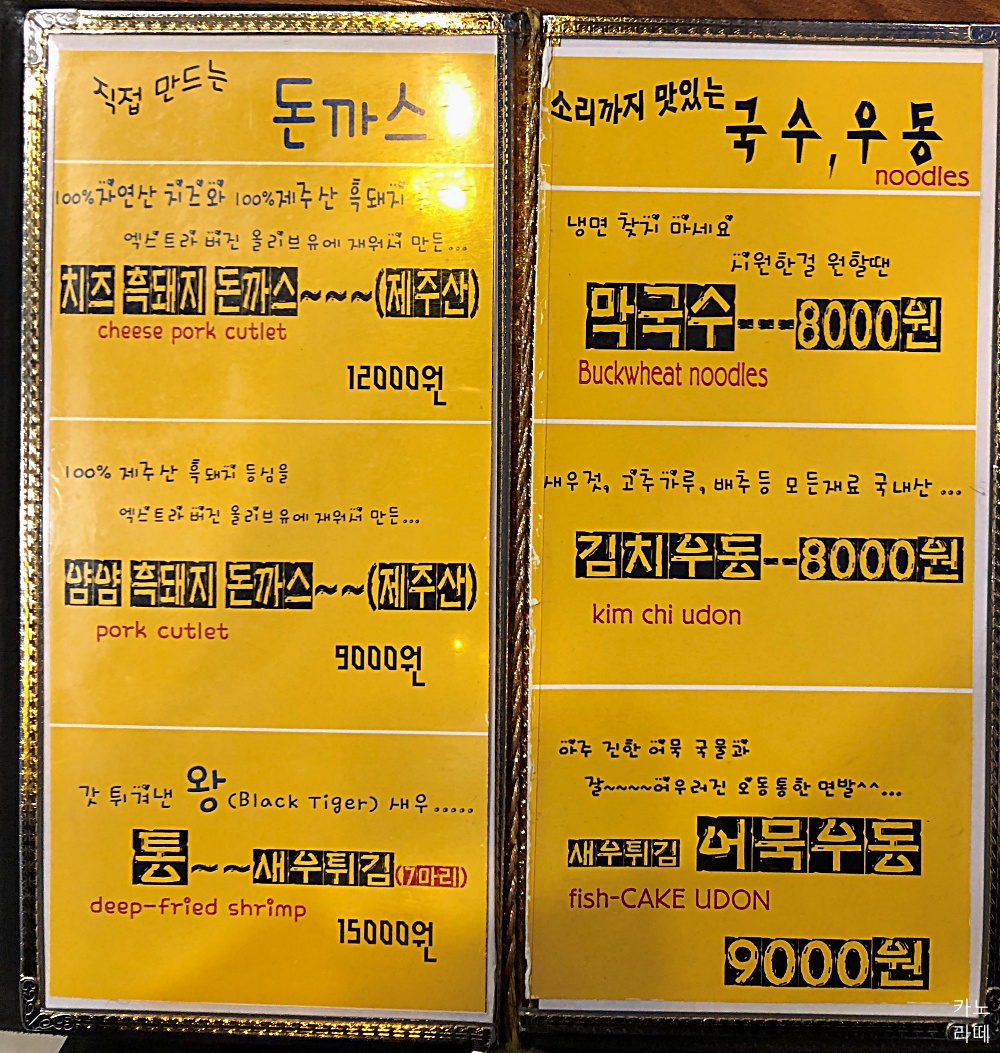 직접 만드는
돈까스
100%자연산 치즈와 100%제주산 흑돼지
엑스트라 버진 올리브유에 재워서 만든...
치즈 흑돼지 돈까스~~~(제주산)
cheese pork cutlet
12000원
100% 제주산 흑돼지 등심을
엑스트라 버진 올리브유에 재워서 만든...
얌얌 흑돼지 돈까스~~(제주산)
pork cutlet
9000원
갓 튀겨낸 왕(Black Tiger) 새우.....
통~~새우튀김(7마리)
deep-fried shrimp
15000원
소리까지 맛있는
국수,우동
noodles
냉면 찾지 마세요
시원한걸 원할땐
막국수---8000원
Buckwheat noodles
새우젓, 고추가루, 배추등 모든재료 국내산 ...
김치우동--8000원
kim chi udon
아주 진한 어묵 국물과
잘~~~~어우러진 오동통한 면발^^...
새우튀김 어묵우동
fish-CAKE UDON
9000원
카노
라떼